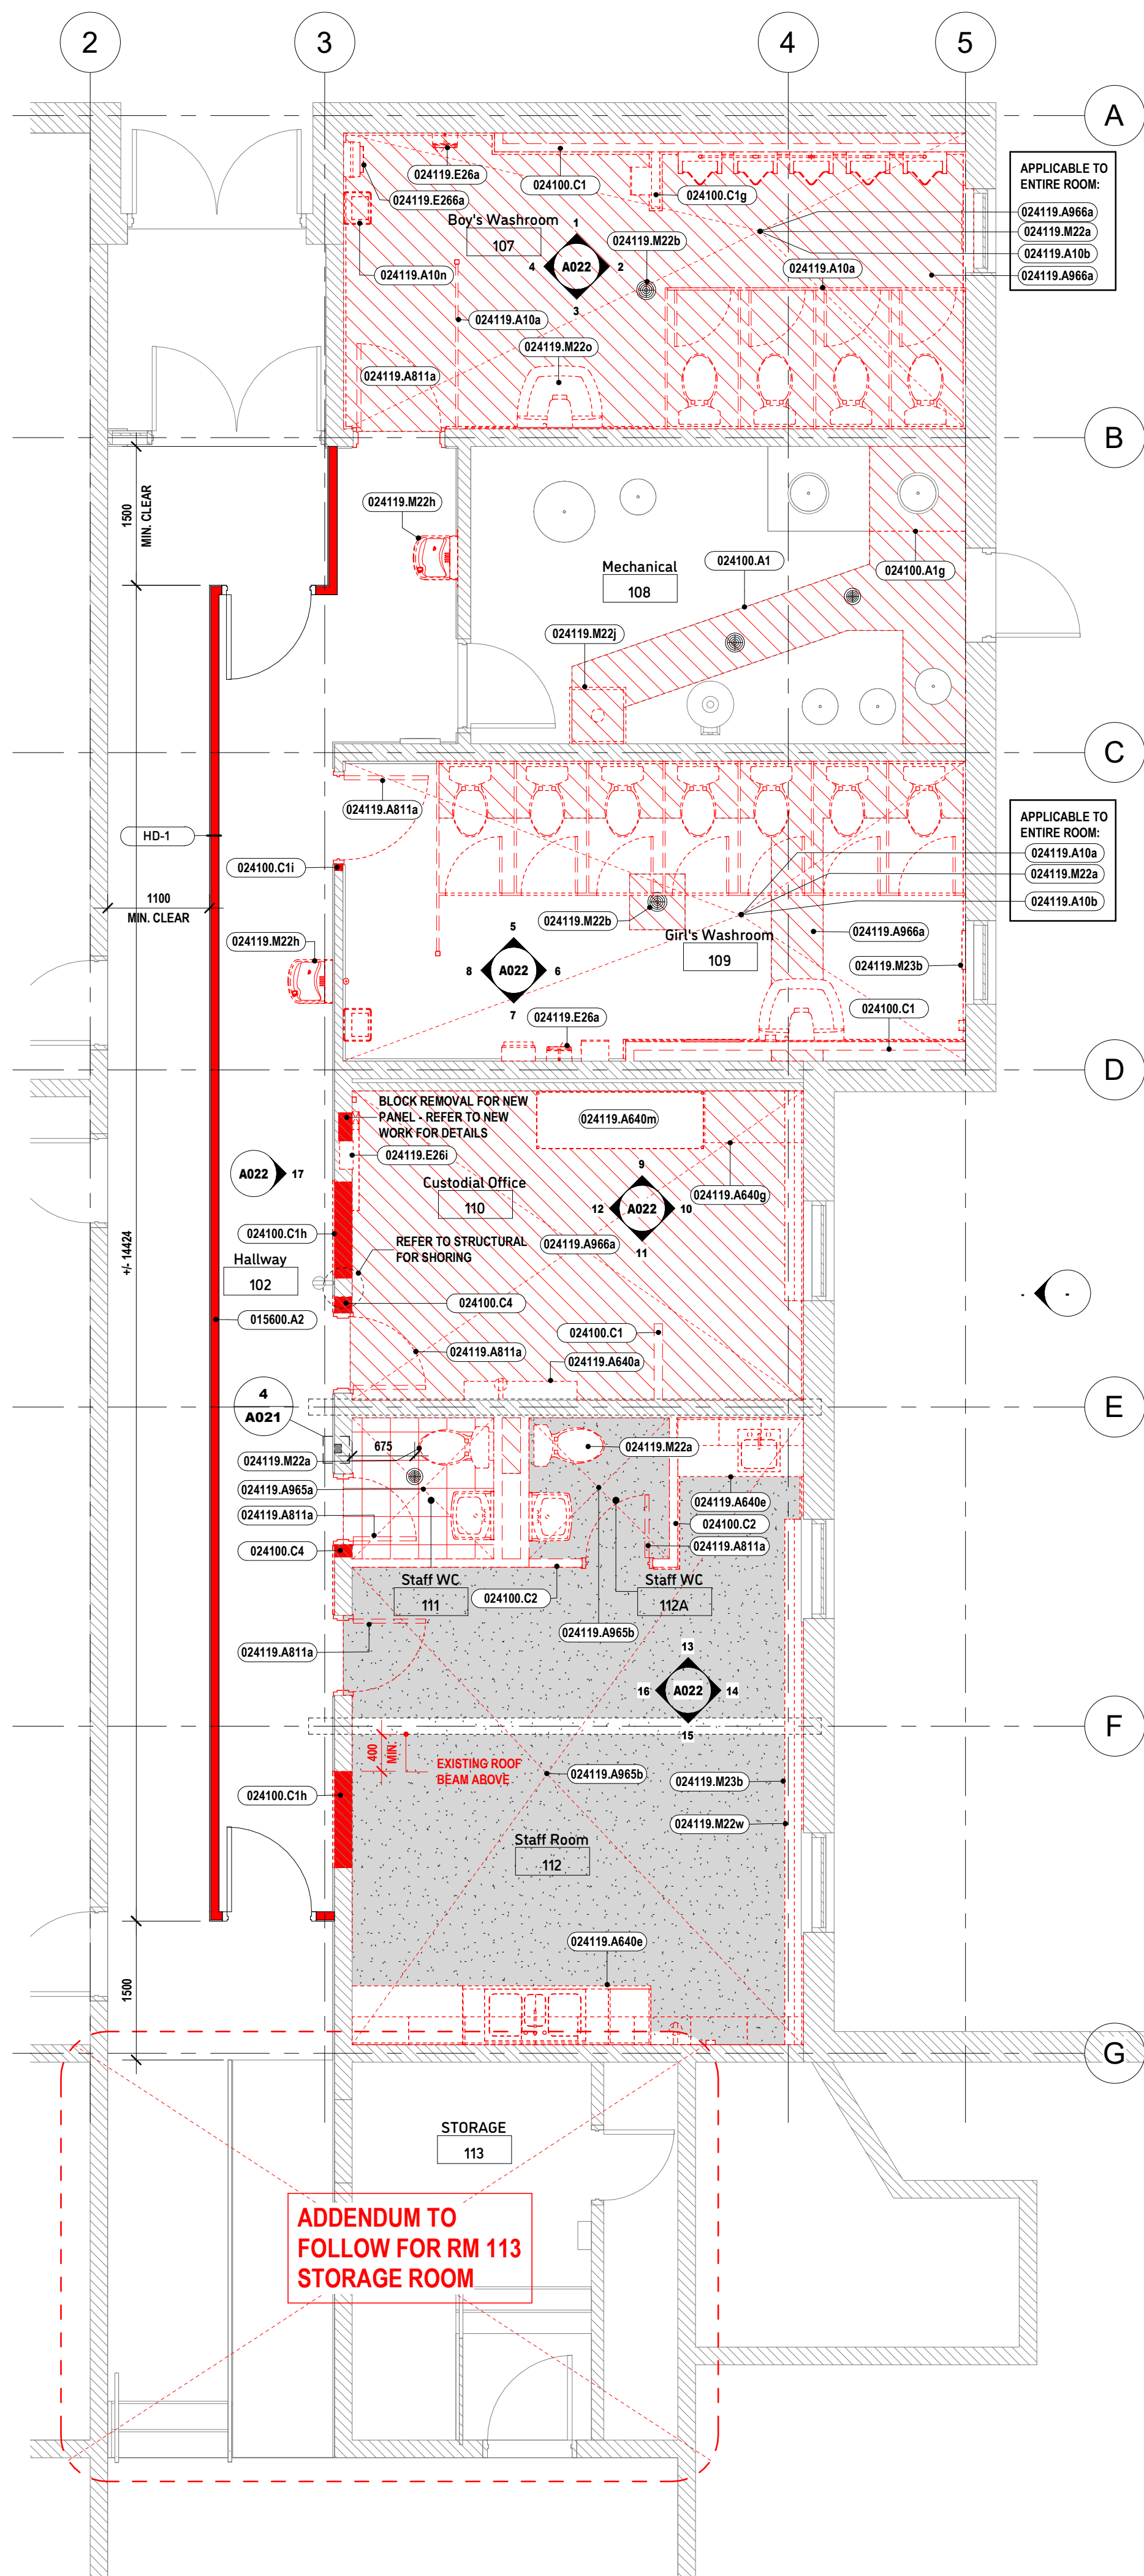 2
3
4
5
A
APPLICABLE TO
ENTIRE ROOM:
024119.A966a
024119.M22a
024119.A10b
024119.A966a
024119.E26a
024119.E266a
024100.C1
024100.C1g
Boy's Washroom
107
024119.M22b
1
4
A022
2
3
024119.A10n
024119.A10a
024119.A10a
024119.M22o
024119.A811a
B
1500
MIN. CLEAR
024119.M22h
Mechanical
108
024100.A1
024100.A1g
024119.M22j
C
APPLICABLE TO
ENTIRE ROOM:
024119.A10a
024119.M22a
024119.A10b
024119.A811a
HD-1
024100.C1i
1100
MIN. CLEAR
024119.M22b
Girl's Washroom
109
024119.A966a
024119.M22h
5
8
A022
6
7
024119.M23b
024119.E26a
024100.C1
D
BLOCK REMOVAL FOR NEW
PANEL - REFER TO NEW
WORK FOR DETAILS
024119.A640m
024119.E26i
A022
17
Custodial Office
110
9
12
A022
10
11
024119.A640g
024100.C1h
REFER TO STRUCTURAL
FOR SHORING
024119.A966a
+/- 14424
Hallway
102
-
-
024100.C4
015600.A2
024100.C1
024119.A811a
024119.A640a
4
A021
E
675
024119.M22a
024119.M22a
024119.A965a
024119.A640e
024119.A811a
024100.C2
024100.C4
024119.A811a
Staff WC
111
024100.C2
Staff WC
112A
024119.A965b
024119.A811a
13
16
A022
14
15
F
400
MIN.
EXISTING ROOF
BEAM ABOVE
024119.A965b
024119.M23b
024100.C1h
024119.M22w
Staff Room
112
024119.A640e
1500
G
STORAGE
113
ADDENDUM TO
FOLLOW FOR RM 113
STORAGE ROOM